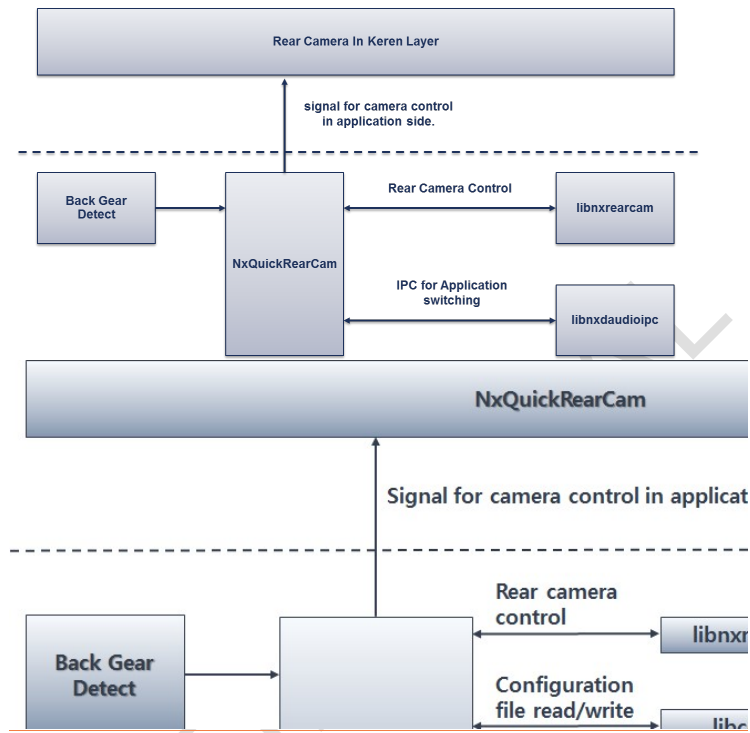 Rear Camera In Keren Layer
signal for camera control
in application side.
Back Gear
Detect
NxQuickRearCam
Rear Camera Control
libnxrearcam
IPC for Application
switching
libnxdaudioipc
NxQuickRearCam
Signal for camera control in applicat
Rear camera
control
libnxr
Back Gear
Detect
Configuration
file read/write
libc